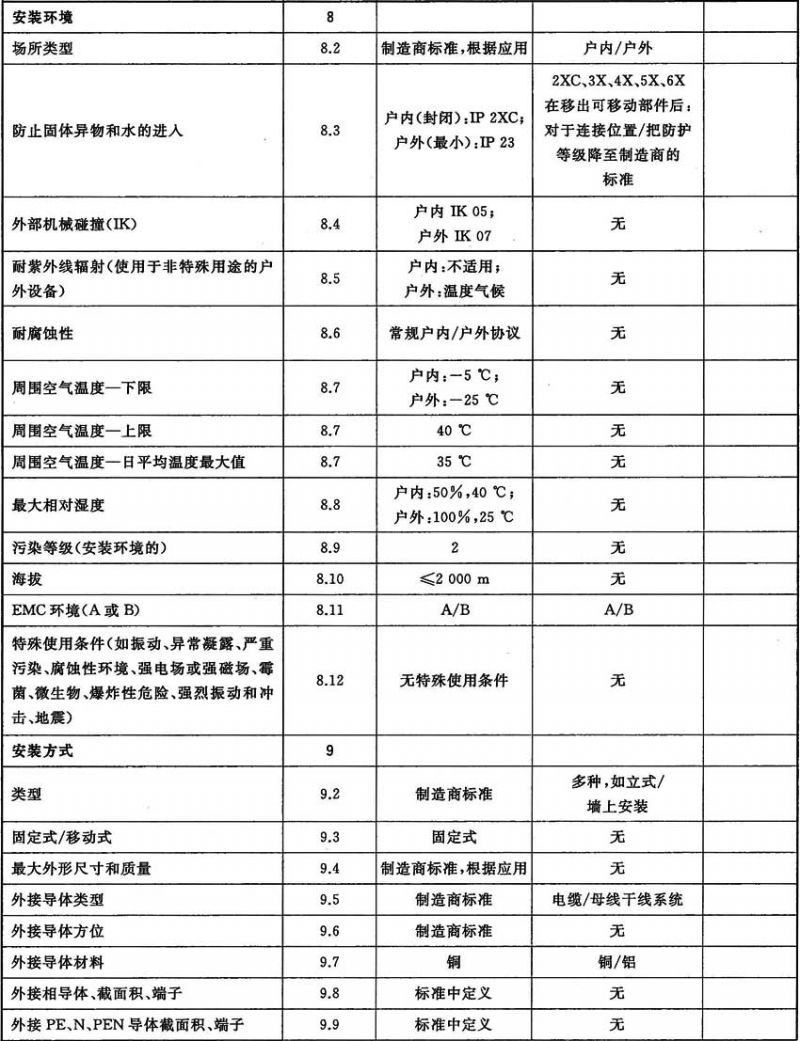 安装环境 8
场所类型 8.2 制造商标准,根据应用 户内/户外
防止固体异物和水的进入 8.3 户内(封闭):IP 2XC;
户外(最小):IP 23
2XC、3X、4X、5X、6X
在移出可移动部件后:
对于连接位置/把防护
等级降至制造商的
标准
外部机械碰撞(IK) 8.4 户内 IK 05;
户外 IK 07
无
耐紫外线辐射(使用于非特殊用途的户
外设备)
8.5 户内:不适用;
户外:温度气候
无
耐腐蚀性 8.6 常规户内/户外协议 无
周围空气温度—下限 8.7 户内:−5 ℃;
户外:−25 ℃
无
周围空气温度—上限 8.7 40 ℃ 无
周围空气温度—日平均温度最大值 8.7 35 ℃ 无
最大相对湿度 8.8 户内:50%,40 ℃;
户外:100%,25 ℃
无
污染等级(安装环境的) 8.9 2 无
海拔 8.10 ≤2 000 m 无
EMC 环境(A 或 B) 8.11 A/B A/B
特殊使用条件(如振动、异常凝露、严重
污染、腐蚀性环境、强电场或强磁场、霉
菌、微生物、爆炸性危险、强烈振动和冲
击、地震)
8.12 无特殊使用条件 无
安装方式 9
类型 9.2 制造商标准 多种,如立式/
墙上安装
固定式/移动式 9.3 固定式 无
最大外形尺寸和质量 9.4 制造商标准,根据应用 无
外接导体类型 9.5 制造商标准 电缆/母线干线系统
外接导体方位 9.6 制造商标准 无
外接导体材料 9.7 铜 铜/铝
外接相导体、截面积、端子 9.8 标准中定义 无
外接 PE、N、PEN 导体截面积、端子 9.9 标准中定义 无